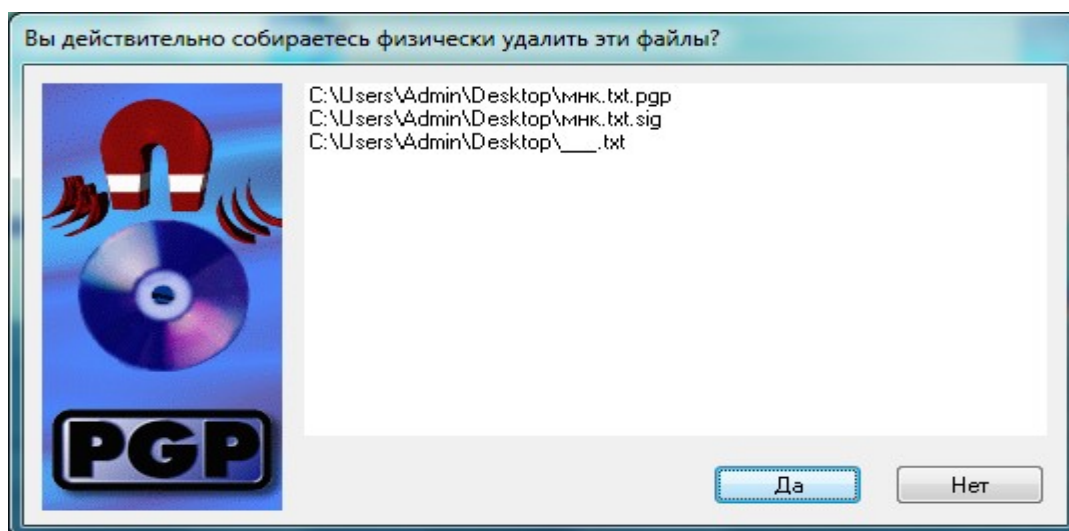 Вы действительно собираетесь физически удалить эти файлы?
C:\Users\Admin\Desktop\мнк.txt.pgp
C:\Users\Admin\Desktop\мнк.txt.sig
C:\Users\Admin\Desktop\___.txt
PGP
Да
Нет